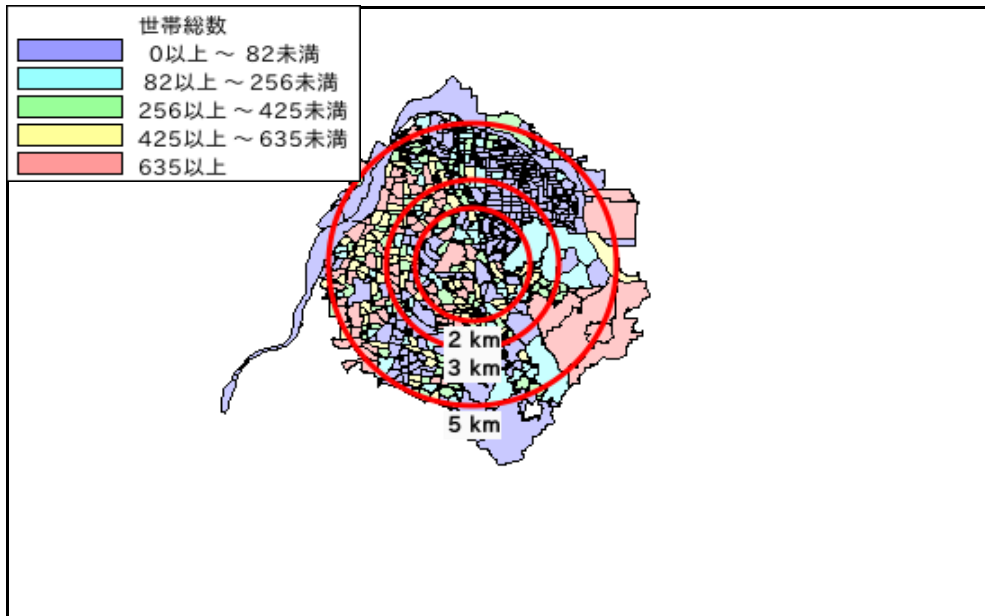 世帯総数
0以上 ～ 82未満
82以上 ～ 256未満
256以上 ～ 425未満
425以上 ～ 635未満
635以上
2 km
3 km
5 km